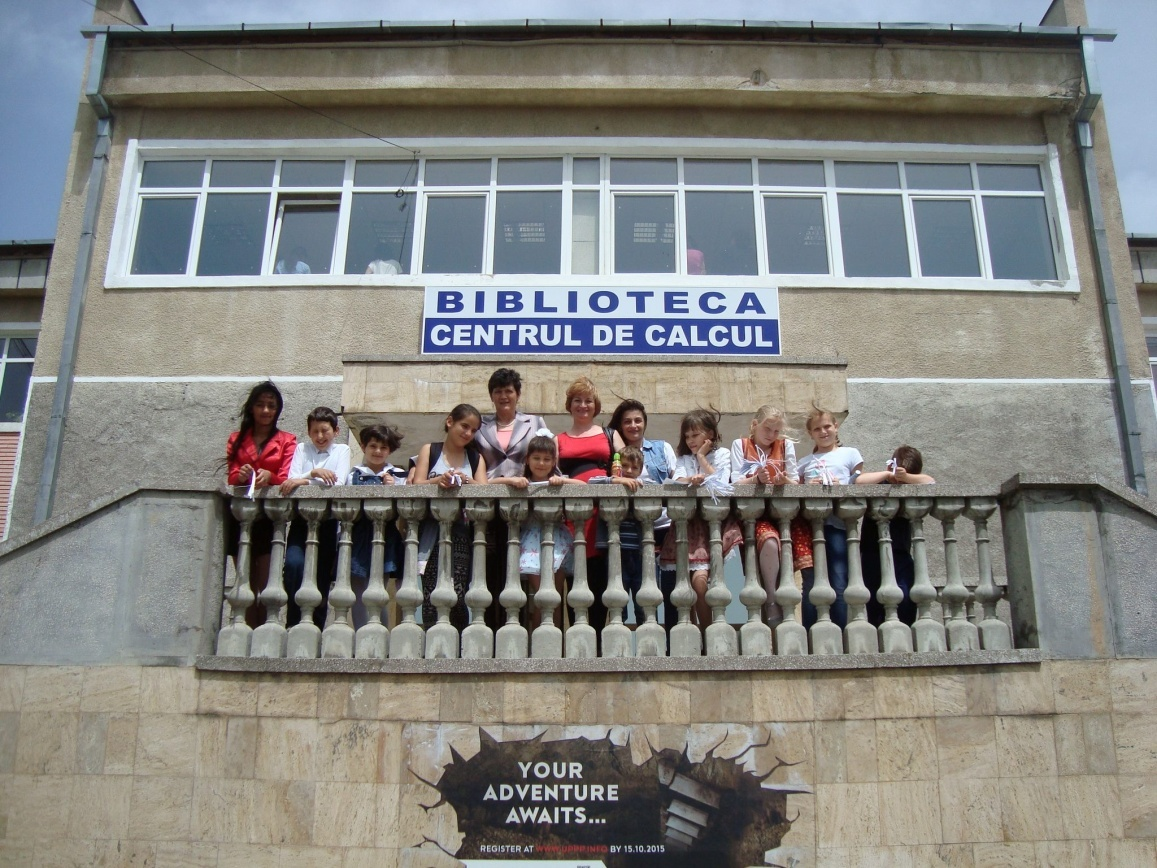 BIBLIOTECA
CENTRUL DE CALCUL
YOUR
ADVENTURE
AWAITS...
REGISTER AT BY 15.10.2015